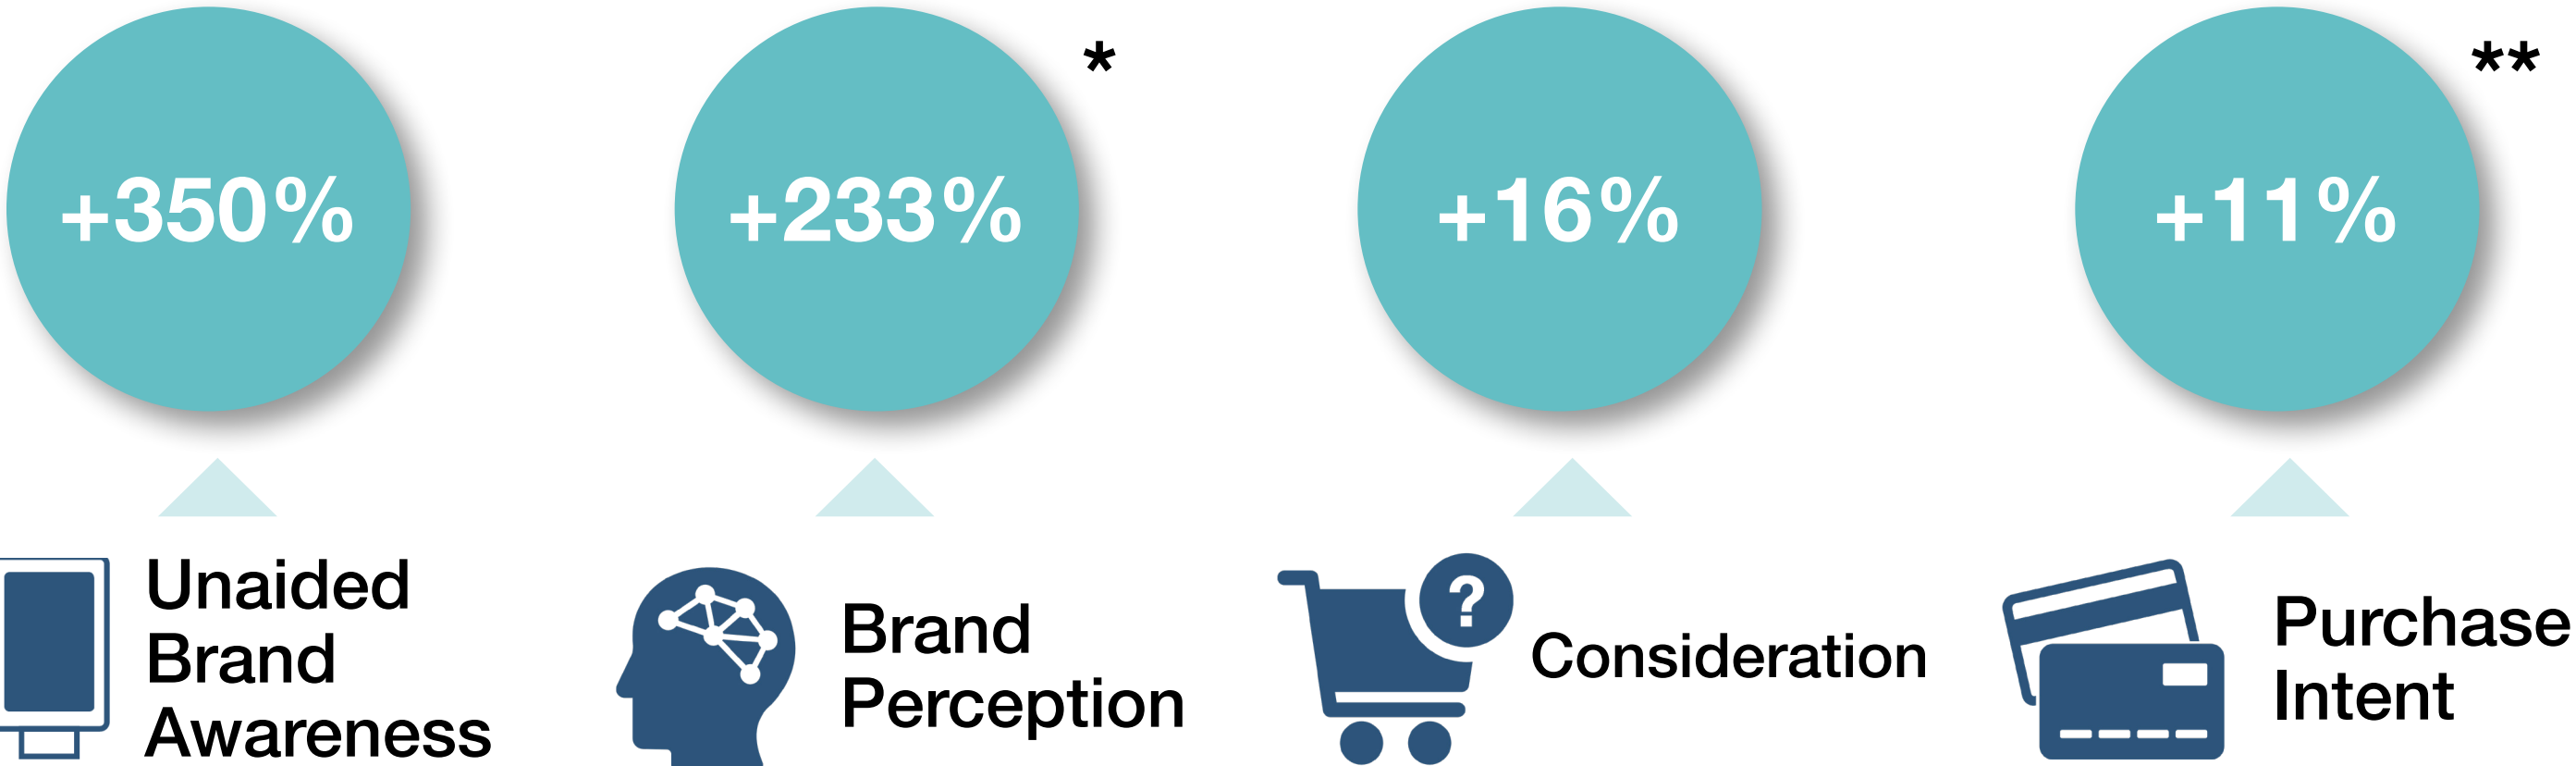 +350%
+233%
*
+16%
+11%
**
Unaided
Brand
Awareness
Brand
Perception
?
Consideration
Purchase
Intent